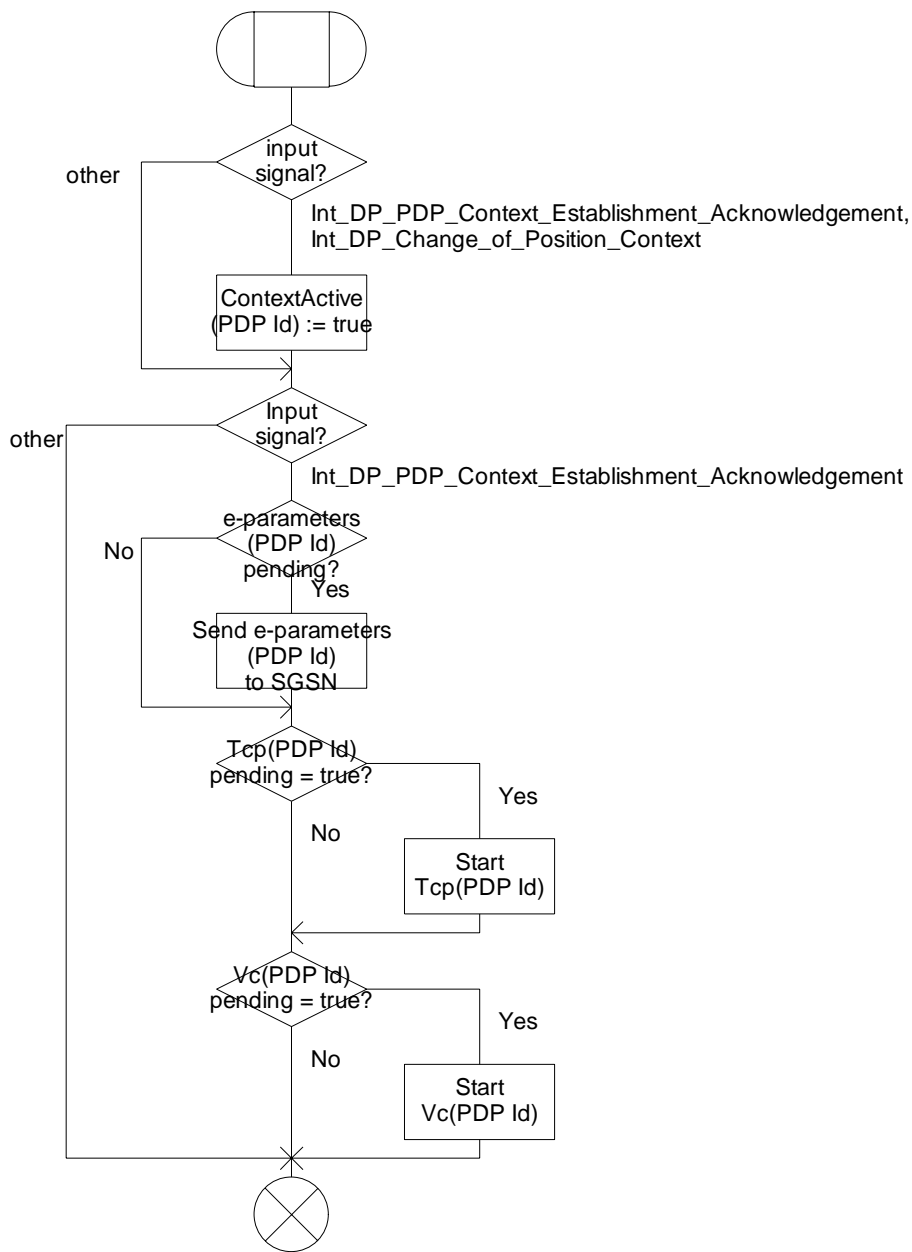 input
signal?
other
Int_DP_PDP_Context_Establishment_Acknowledgement,
Int_DP_Change_of_Position_Context
ContextActive
(PDP Id) := true
Input
signal?
other
Int_DP_PDP_Context_Establishment_Acknowledgement
e-parameters
(PDP Id)
pending?
No
Yes
Send e-parameters
(PDP Id)
to SGSN
Tcp(PDP Id)
pending = true?
Yes
No
Start
Tcp(PDP Id)
Vc(PDP Id)
pending = true?
Yes
No
Start
Vc(PDP Id)